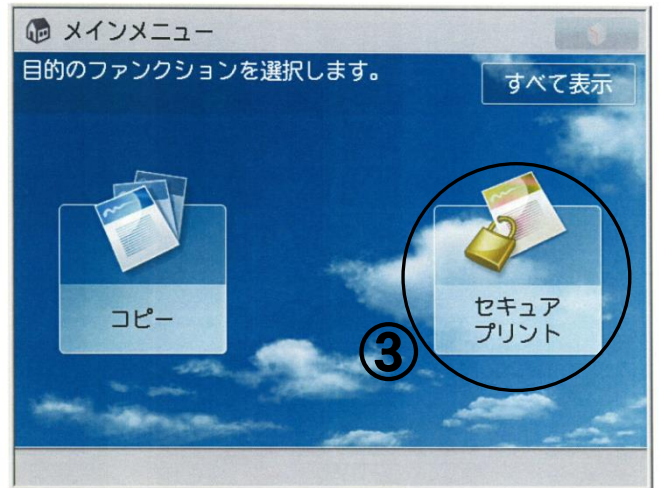 メインメニュー
目的のファンクションを選択します。
すべて表示
コピー
セキュア
プリント
③